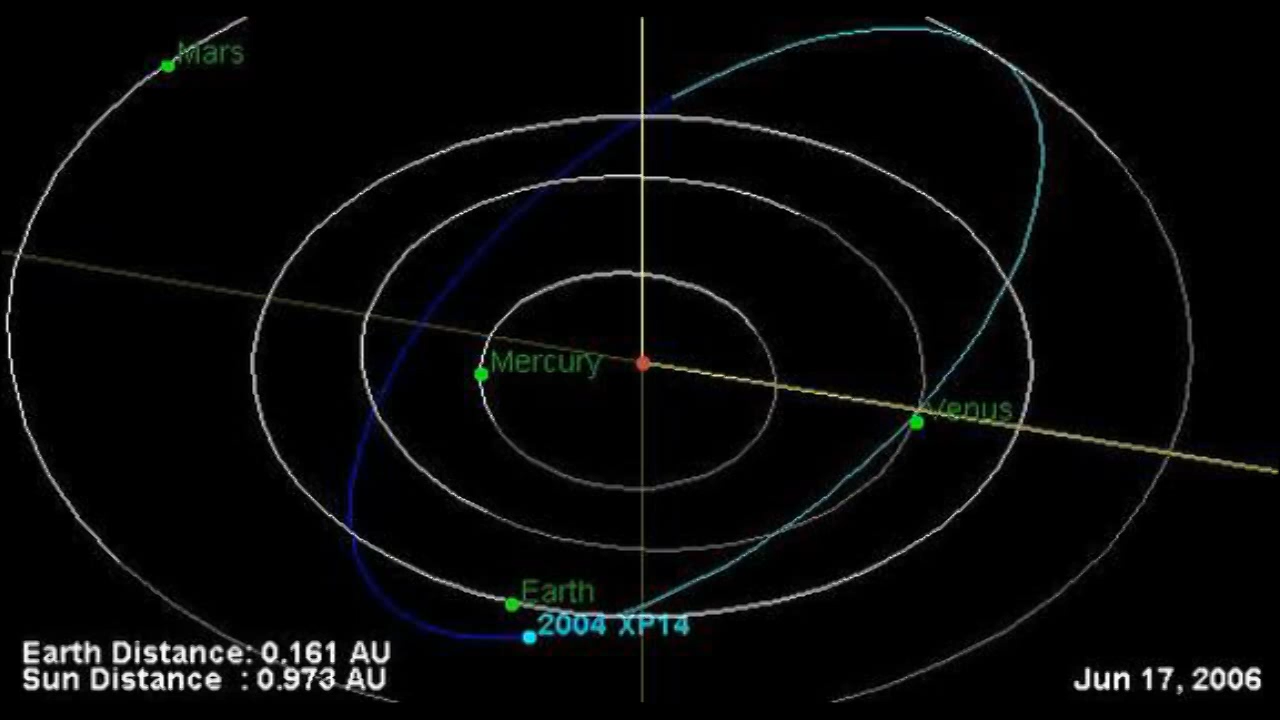 Mars
Mercury
Venus
Earth
2004 XP14
Earth Distance: 0.161 AU
Sun Distance : 0.973 AU
Jun 17, 2006